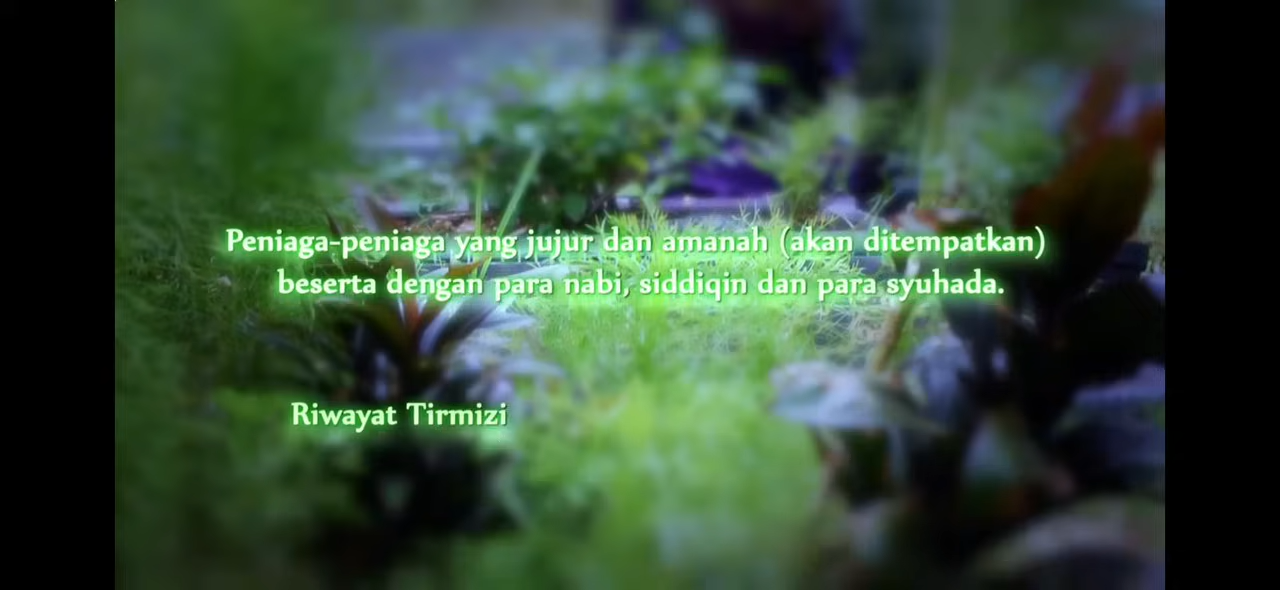 Peniaga-peniaga yang jujur dan amanah (akan ditempatkan)
beserta dengan para nabi, siddiqin dan para syuhada.
Riwayat Tirmizi